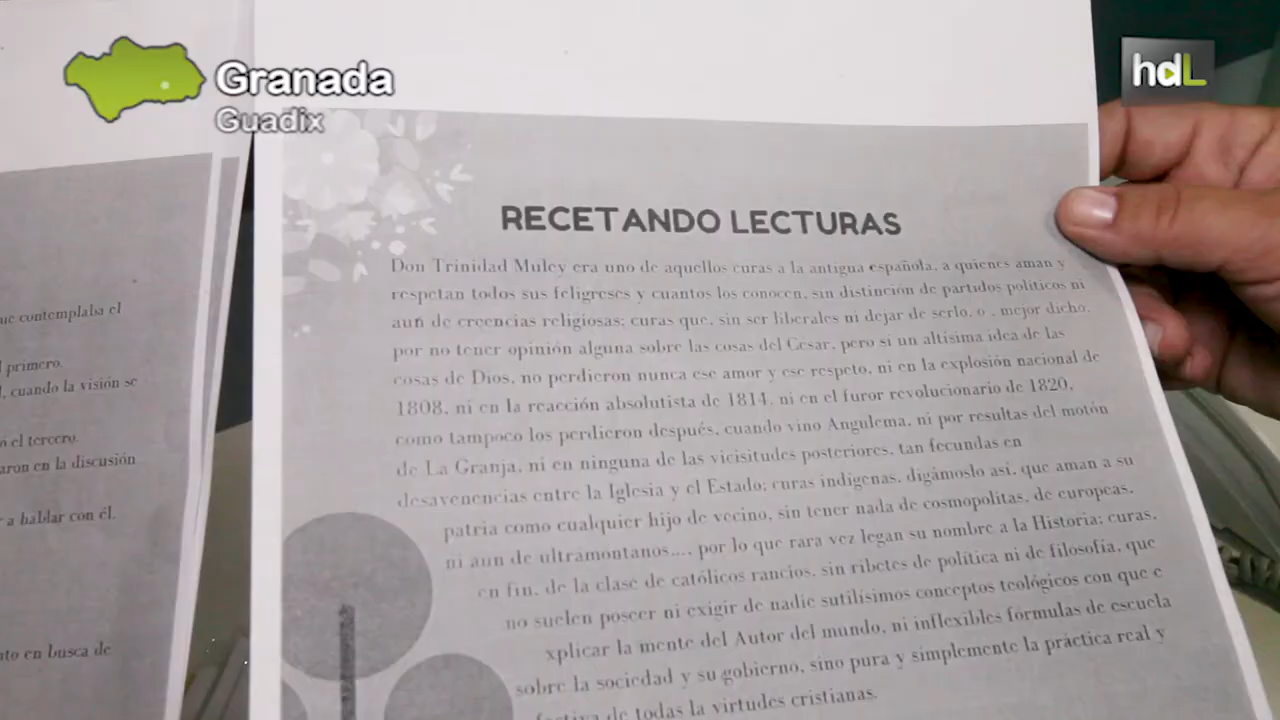 Granada
Guadix
hdL
ue contemplaba el
primero.
, cuando la visión se
el tercero.
aron en la discusión
a hablar con él.
to en busca de
RECETANDO LECTURAS
Don Trinidad Muley era uno de aquellos curas a la antigua española, a quienes aman y
respetan todos sus feligreses y cuantos los conocen, sin distinción de partidos políticos ni
aun de creencias religiosas; curas que, sin ser liberales ni dejar de serlo, o , mejor dicho,
por no tener opinión alguna sobre las cosas del César, pero sí un altísima idea de las
cosas de Dios, no perdieron nunca ese amor y ese respeto, ni en la explosión nacional de
1808, ni en la reacción absolutista de 1814, ni en el furor revolucionario de 1820,
como tampoco los perdieron después, cuando vino Angulema, ni por resultas del motón
de La Granja, ni en ninguna de las vicisitudes posteriores, tan fecundas en
desavenencias entre la Iglesia y el Estado; curas indígenas, digámoslo así, que aman a su
patria como cualquier hijo de vecino, sin tener nada de cosmopolitas, de europeas,
ni aun de ultramontanos..., por lo que rara vez legan su nombre a la Historia; curas,
en fin, de la clase de católicos rancios, sin ribetes de política ni de filosofía, que
no suelen poseer ni exigir de nadie sutilísimos conceptos teológicos con que e
xplicar la mente del Autor del mundo, ni inflexibles fórmulas de escuela
sobre la sociedad y su gobierno, sino pura y simplemente la práctica real y
fectiva de todas la virtudes cristianas.